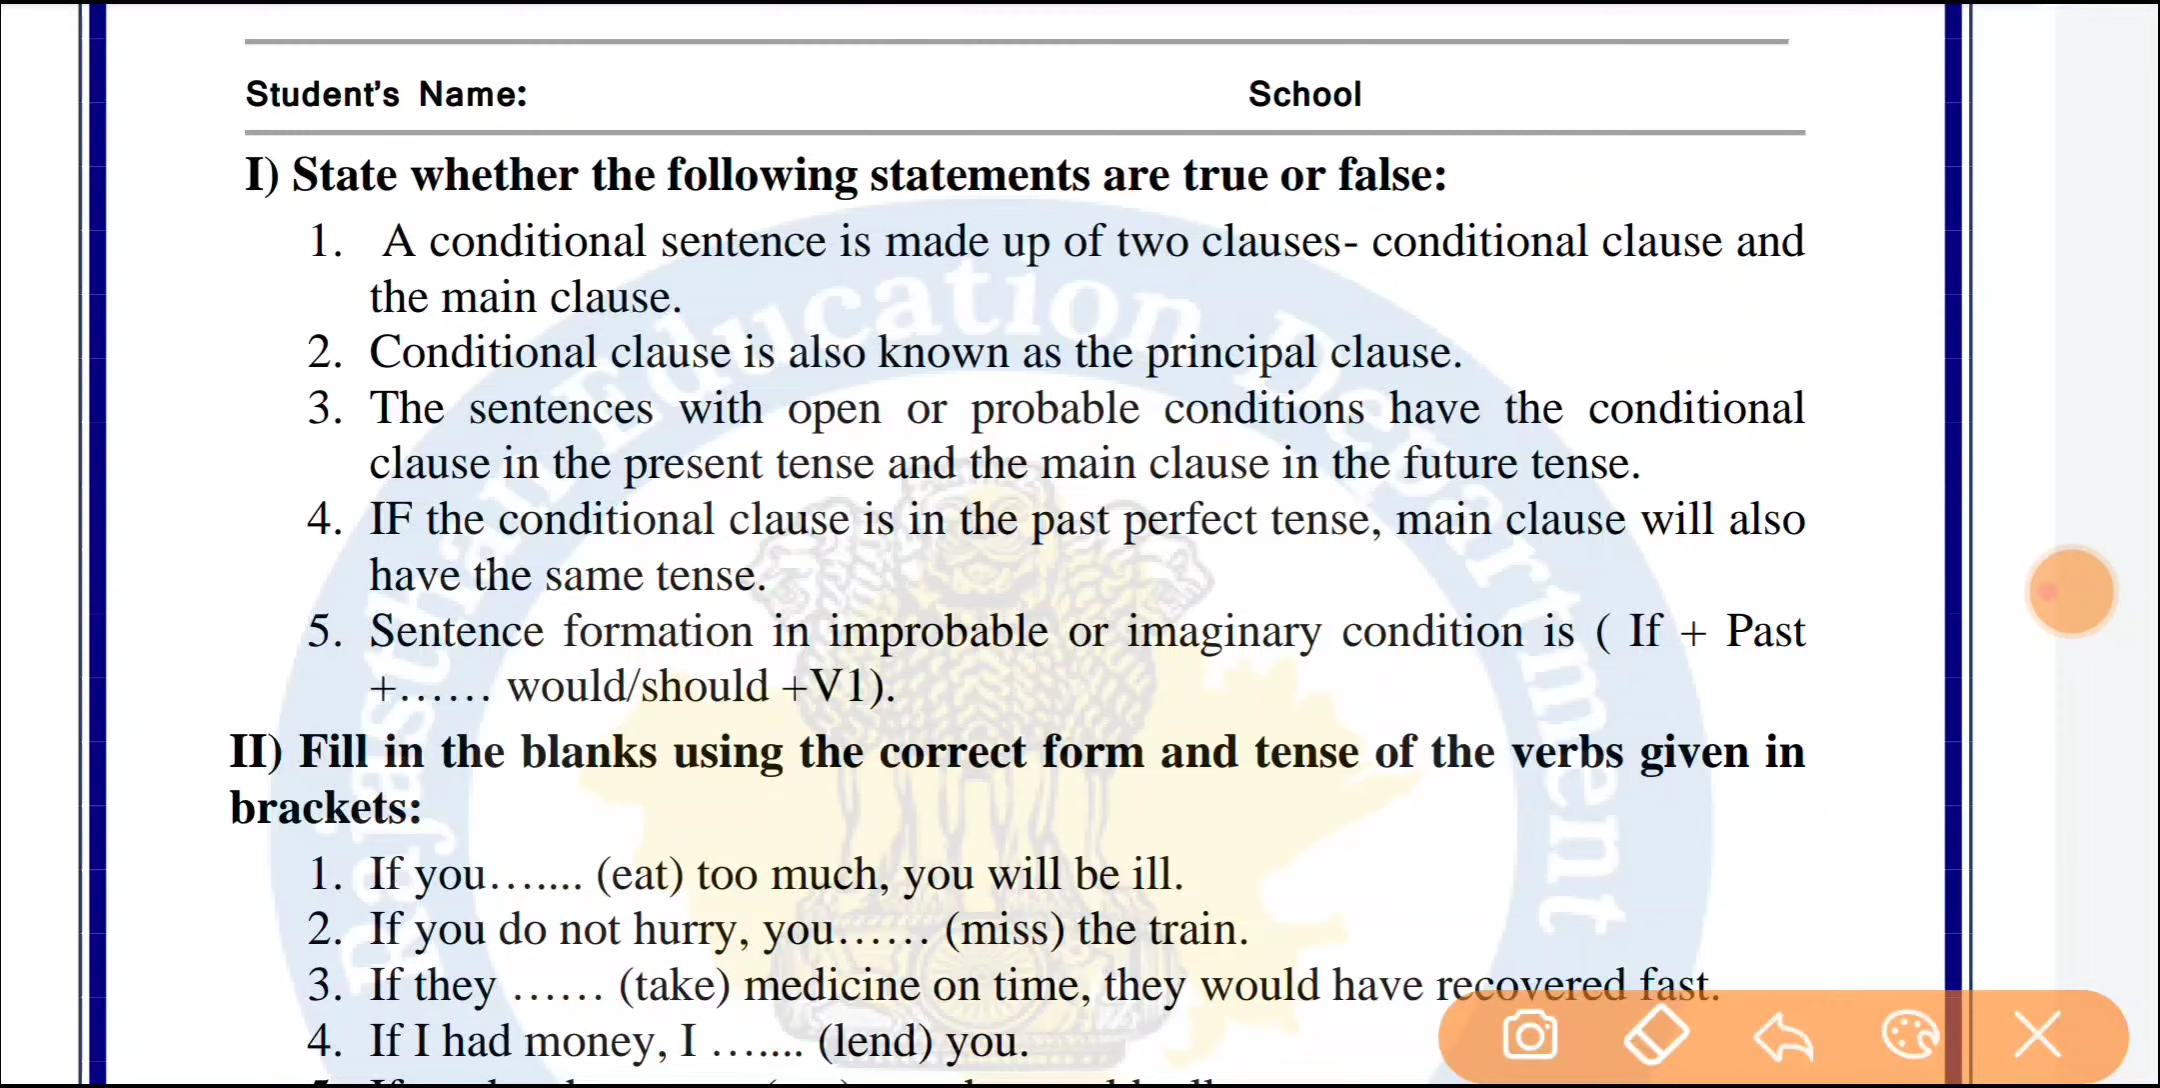 Student's Name: School
I) State whether the following statements are true or false:
1. A conditional sentence is made up of two clauses- conditional clause and
the main clause.
2. Conditional clause is also known as the principal clause.
3. The sentences with open or probable conditions have the conditional
clause in the present tense and the main clause in the future tense.
4. IF the conditional clause is in the past perfect tense, main clause will also
have the same tense.
5. Sentence formation in improbable or imaginary condition is ( If + Past
+...... would/should +V1).
II) Fill in the blanks using the correct form and tense of the verbs given in
brackets:
1. If you....... (eat) too much, you will be ill.
2. If you do not hurry, you...... (miss) the train.
3. If they ...... (take) medicine on time, they would have recovered fast.
4. If I had money, I ....... (lend) you.
Rajasthan Education Department